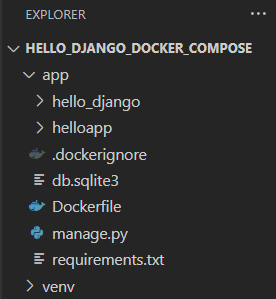 EXPLORER
HELLO_DJANGO_DOCKER_COMPOSE
app
hello_django
helloapp
.dockerignore
db.sqlite3
Dockerfile
manage.py
requirements.txt
venv